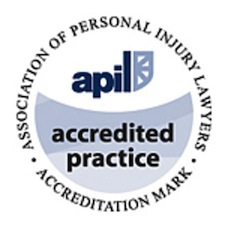 ASSOCIATION OF PERSONAL INJURY LAWYERS
apil
accredited
practice
• ACCREDITATION MARK •